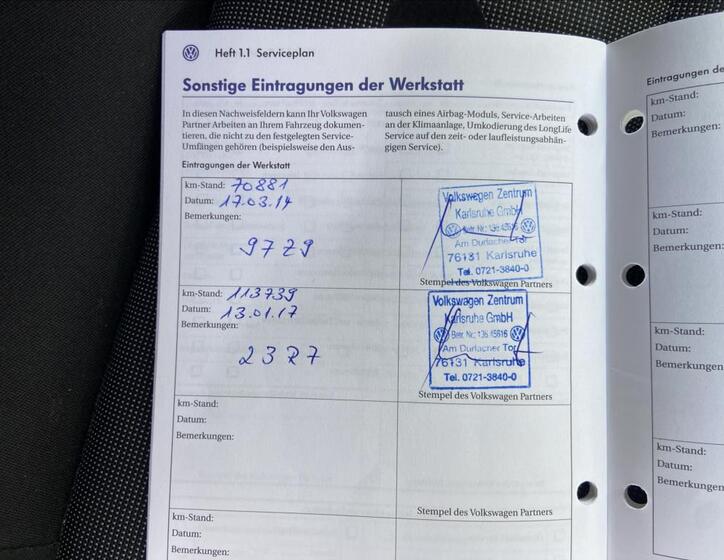 Heft 1.1 Serviceplan
Sonstige Eintragungen der Werkstatt
In diesen Nachweisfeldern kann Ihr Volkswagen
Partner Arbeiten an Ihrem Fahrzeug dokumen-
tieren, die nicht zu den festgelegten Service-
Umfängen gehören (beispielsweise den Aus-
tausch eines Airbag-Moduls, Service-Arbeiten
an der Klimaanlage, Umkodierung des LongLife
Service auf den zeit- oder laufleistungsabhän-
gigen Service).
Eintragungen der Werkstatt
km-Stand: 70881
Datum: 17.03.14
Bemerkungen:
9729
Volkswagen Zentrum
Karlsruhe GmbH
Betr. Nr.:
Am Durlacher Tor
76131 Karlsruhe
Tel. 0721-3840-0
Stempel des Volkswagen Partners
km-Stand: 113739
Datum: 13.01.17
Bemerkungen:
2327
Volkswagen Zentrum
Karlsruhe GmbH
Betr. Nr.: 136 45616
Am Durlacher Tor
76131 Karlsruhe
Tel. 0721-3840-0
Stempel des Volkswagen Partners
km-Stand:
Datum:
Bemerkungen:
Stempel des Volkswagen Partners
km-Stand:
Datum:
Bemerkungen:
Eintragungen de
km-Stand:
Datum:
Bemerkungen:
km-Stand:
Datum:
Bemerkungen:
km-Stand:
Datum:
Bemerkungen
km-Stand:
Datum:
Bemerkungen: